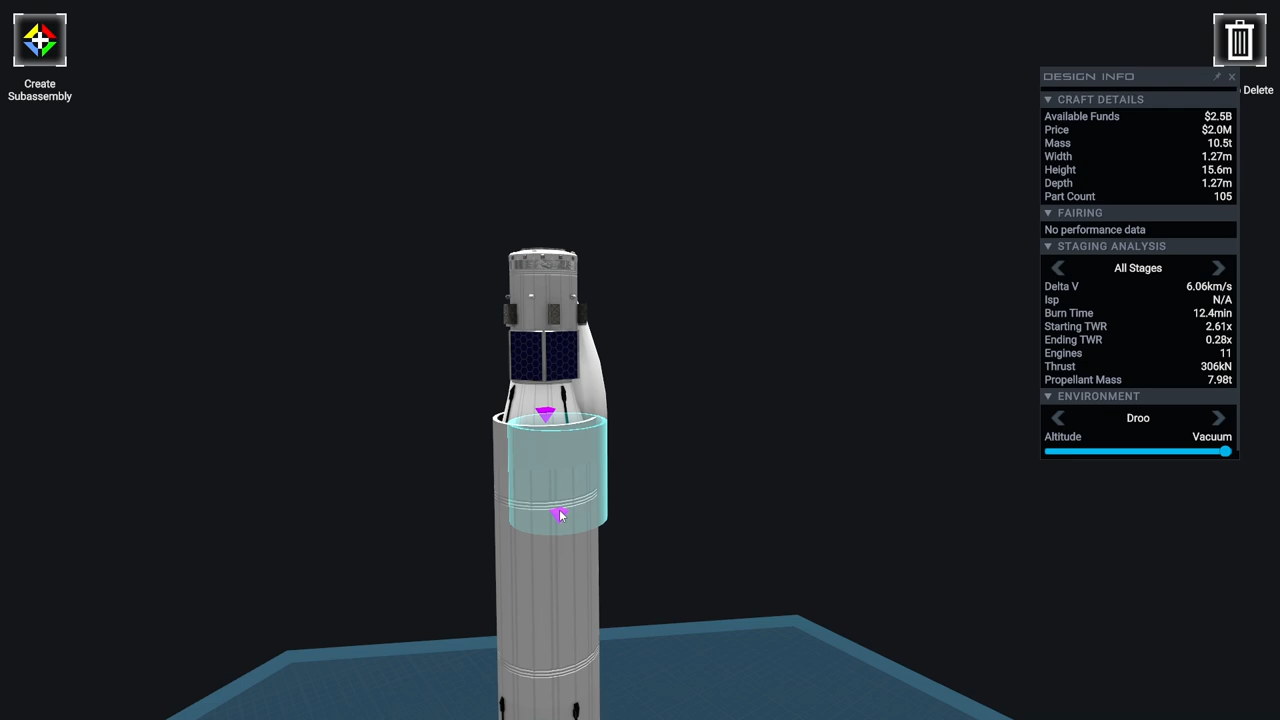 Create
Subassembly
Delete
DESIGN INFO
CRAFT DETAILS
Available Funds $2.5B
Price $2.0M
Mass 10.5t
Width 1.27m
Height 15.6m
Depth 1.27m
Part Count 105
FAIRING
No performance data
STAGING ANALYSIS
All Stages
Delta V 6.06km/s
Isp N/A
Burn Time 12.4min
Starting TWR 2.61x
Ending TWR 0.28x
Engines 11
Thrust 306kN
Propellant Mass 7.98t
ENVIRONMENT
Droo
Altitude Vacuum